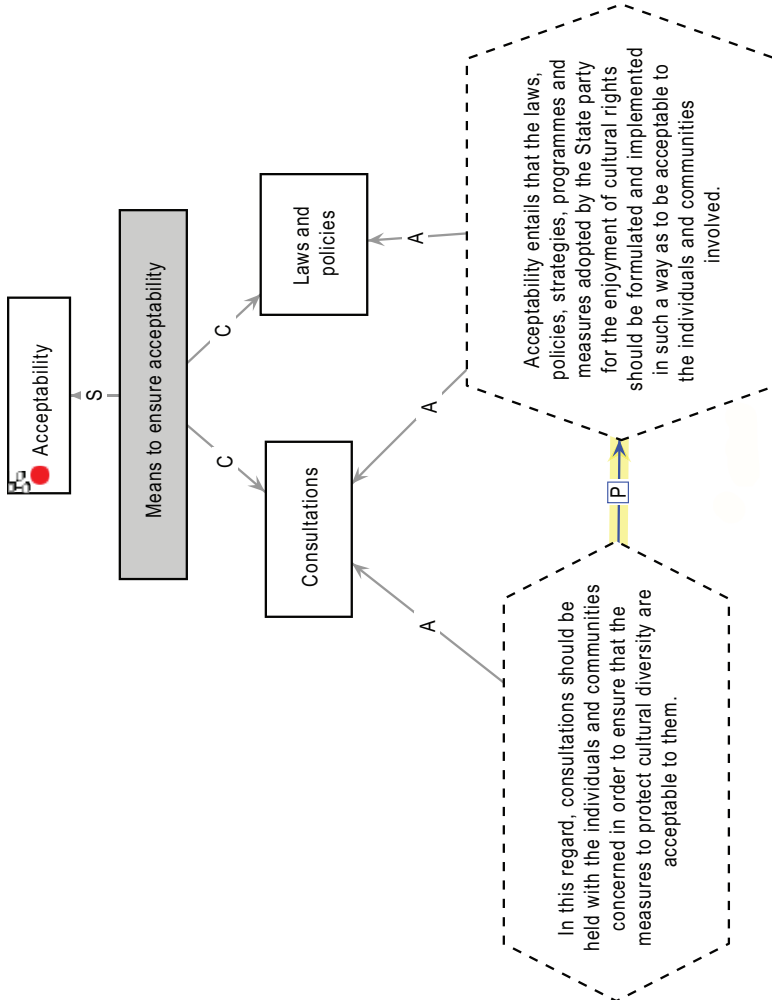 Acceptability
S
Means to ensure acceptability
C
C
Consultations
Laws and
policies
A
A
A
In this regard, consultations should be
held with the individuals and communities
concerned in order to ensure that the
measures to protect cultural diversity are
acceptable to them.
P
Acceptability entails that the laws,
policies, strategies, programmes and
measures adopted by the State party
for the enjoyment of cultural rights
should be formulated and implemented
in such a way as to be acceptable to
the individuals and communities
involved.